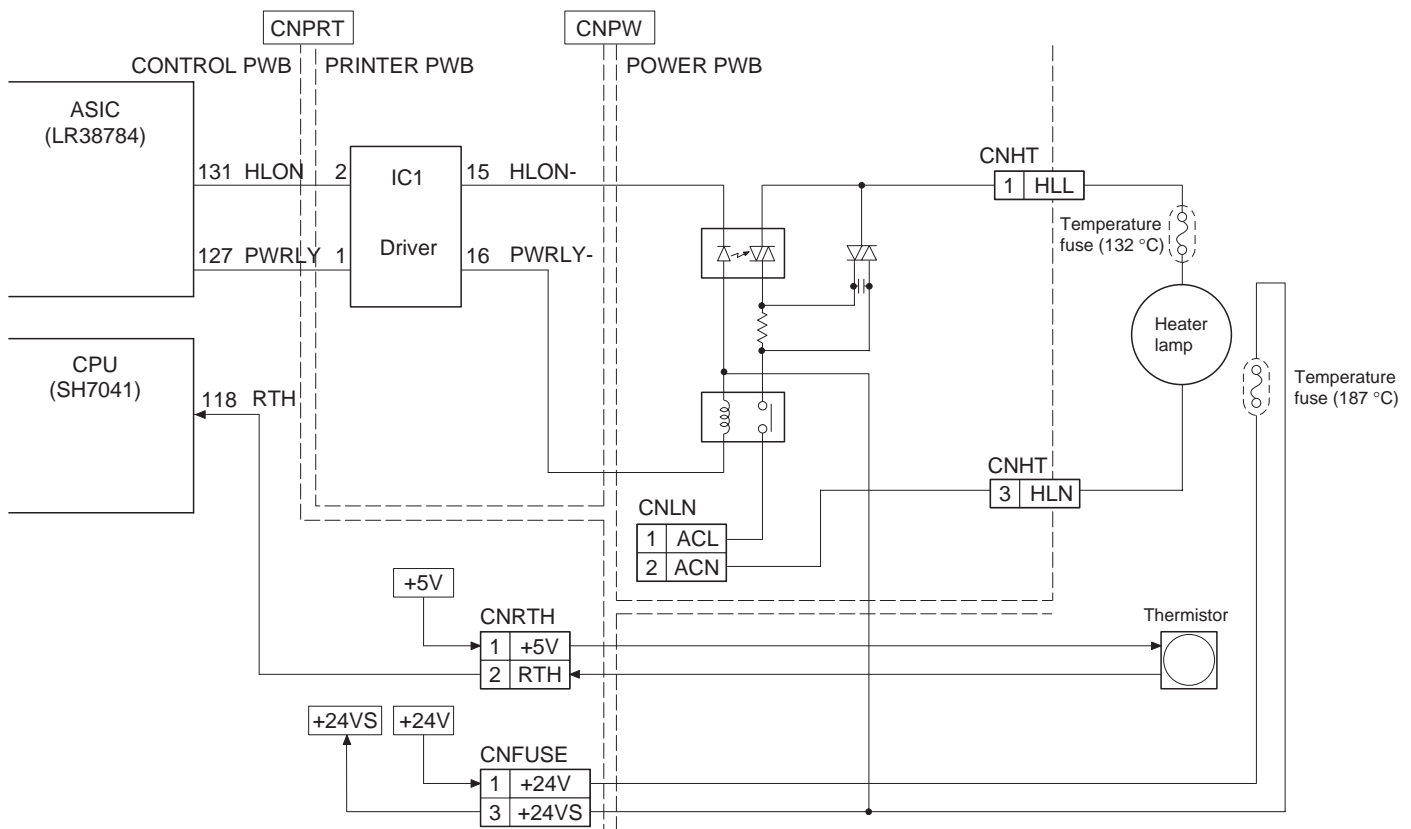 CNPRT
CNPW
CONTROL PWB
PRINTER PWB
POWER PWB
ASIC
(LR38784)
131 HLON 2
IC1
15 HLON-
Driver
127 PWRLY 1
16 PWRLY-
CNHT
1 HLL
Temperature
fuse (132 °C)
Heater
lamp
CPU
(SH7041)
118 RTH
Temperature
fuse (187 °C)
CNHT
3 HLN
CNLN
1 ACL
2 ACN
+5V
CNRTH
1 +5V
2 RTH
Thermistor
+24VS
+24V
CNFUSE
1 +24V
3 +24VS